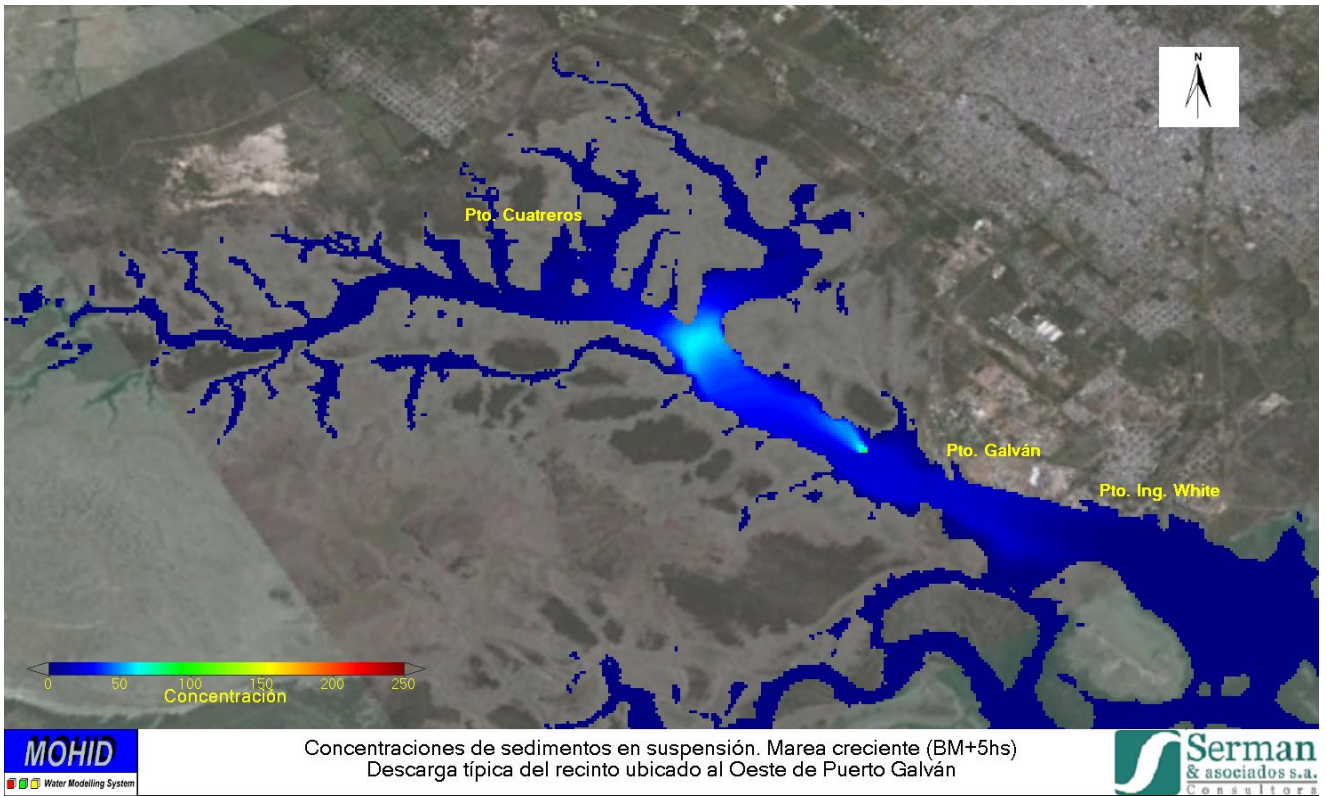 N
Pto. Cuatreros
Pto. Galván
Pto. Ing. White
0 50 100 150 200 250
Concentración
MOHID
Water Modelling System
Concentraciones de sedimentos en suspensión. Marea creciente (BM+5hs)
Descarga típica del recinto ubicado al Oeste de Puerto Galván
Serman
& asociados s.a.
Consultora